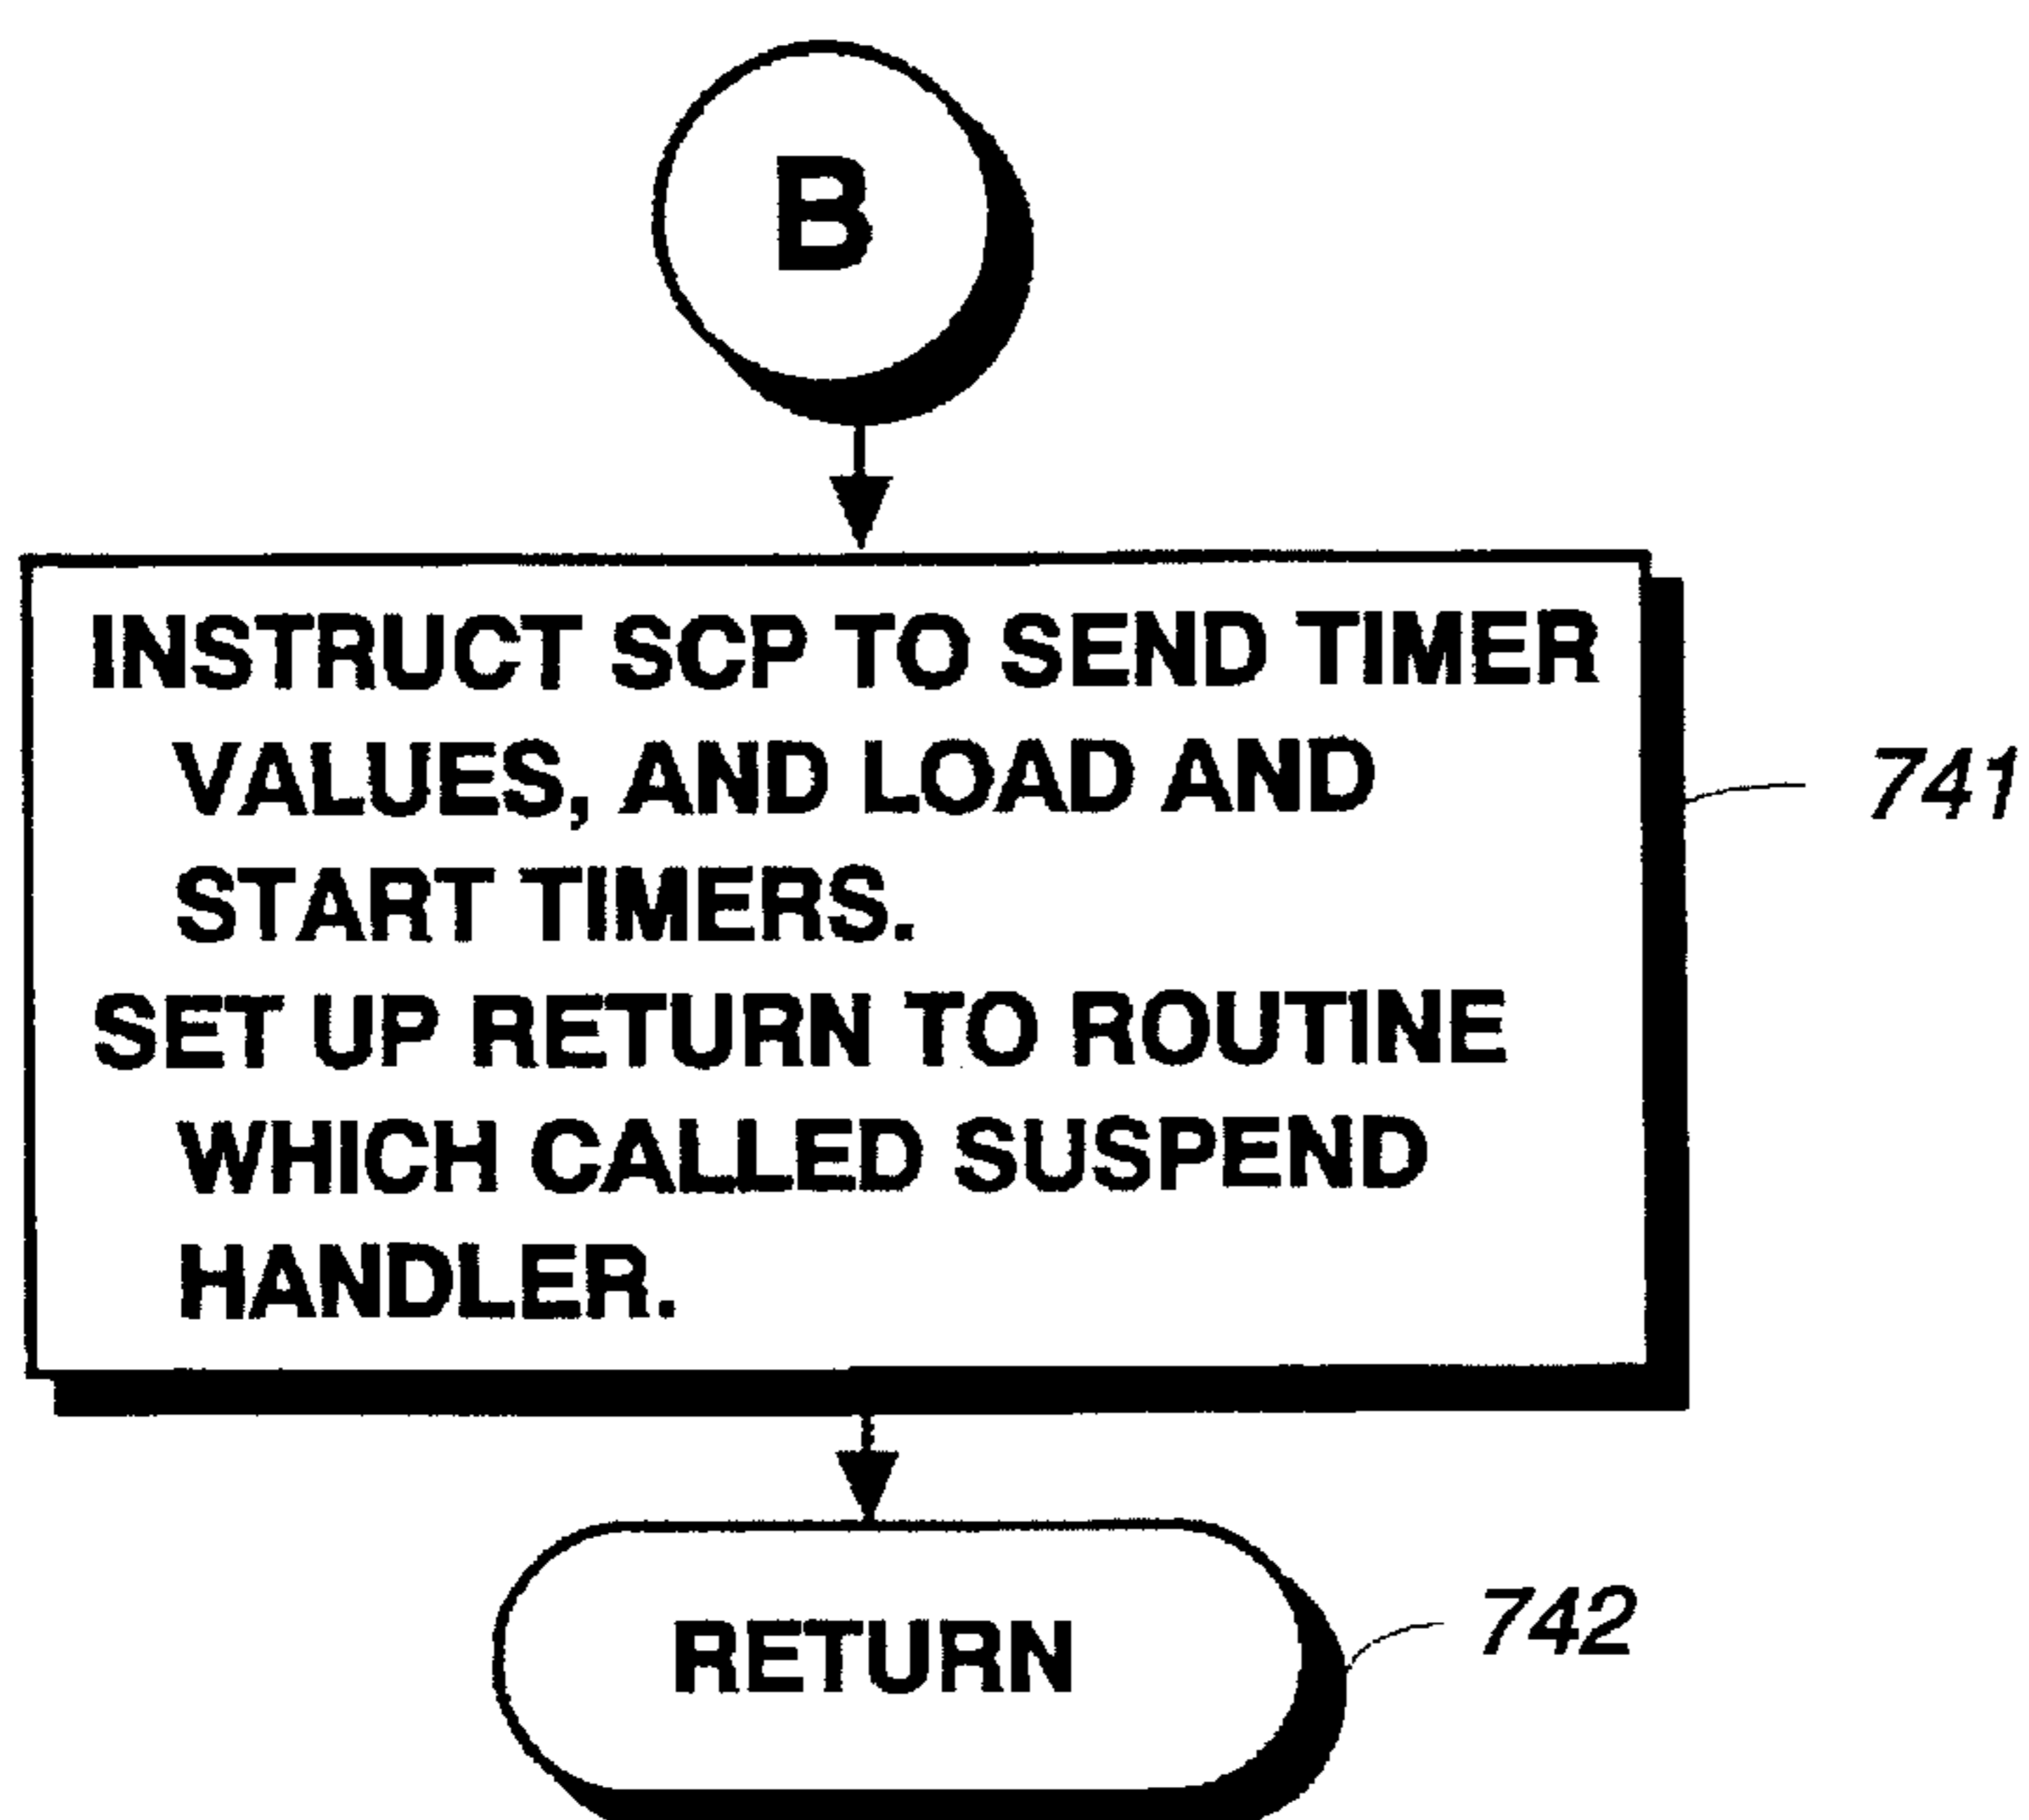 B
INSTRUCT SCP TO SEND TIMER
VALUES, AND LOAD AND
START TIMERS.
SET UP RETURN TO ROUTINE
WHICH CALLED SUSPEND
HANDLER.
741
RETURN
742